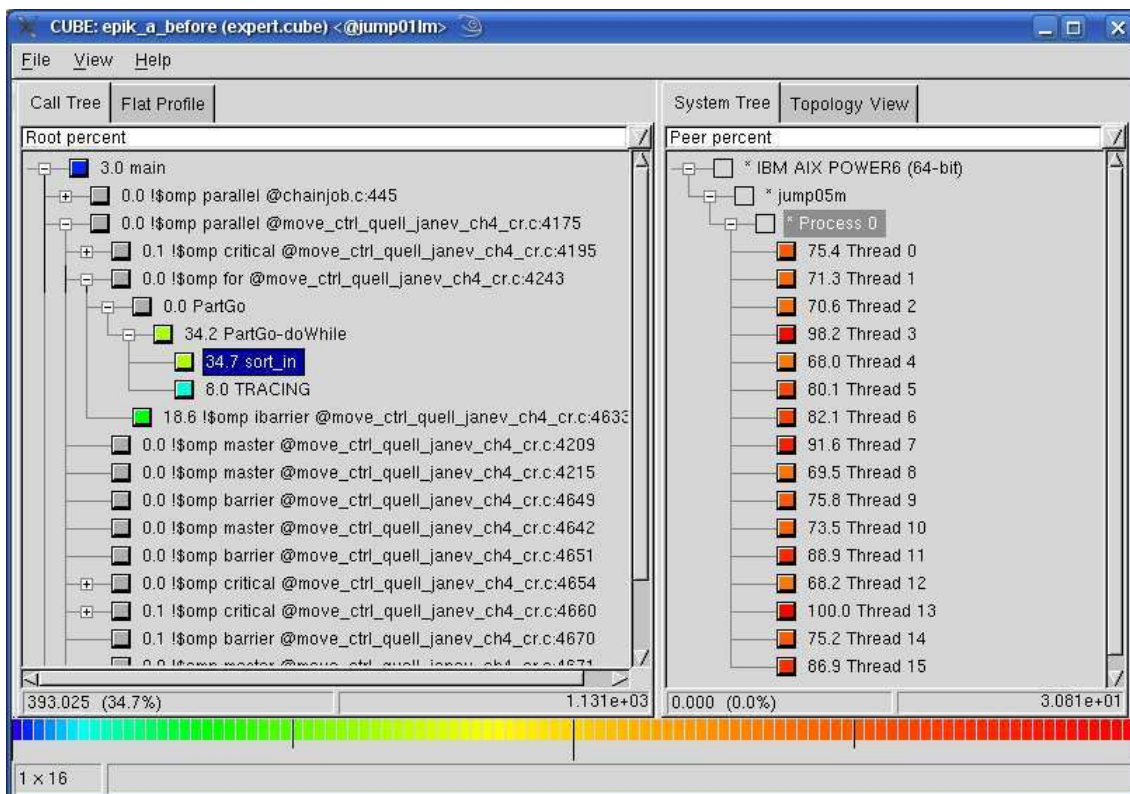 CUBE: epik_a_before (expert.cube) <@jump01lm>
File View Help
Call Tree Flat Profile
Root percent
3.0 main
0.0 !$omp parallel @chainjob.c:445
0.0 !$omp parallel @move_ctrl_quell_janev_ch4_cr.c:4175
0.1 !$omp critical @move_ctrl_quell_janev_ch4_cr.c:4195
0.0 !$omp for @move_ctrl_quell_janev_ch4_cr.c:4243
0.0 PartGo
34.2 PartGo-doWhile
34.7 sort_in
8.0 TRACING
18.6 !$omp ibarrier @move_ctrl_quell_janev_ch4_cr.c:4633
0.0 !$omp master @move_ctrl_quell_janev_ch4_cr.c:4209
0.0 !$omp master @move_ctrl_quell_janev_ch4_cr.c:4215
0.0 !$omp barrier @move_ctrl_quell_janev_ch4_cr.c:4649
0.0 !$omp master @move_ctrl_quell_janev_ch4_cr.c:4642
0.0 !$omp barrier @move_ctrl_quell_janev_ch4_cr.c:4651
0.0 !$omp critical @move_ctrl_quell_janev_ch4_cr.c:4654
0.1 !$omp critical @move_ctrl_quell_janev_ch4_cr.c:4660
0.1 !$omp barrier @move_ctrl_quell_janev_ch4_cr.c:4670
0.0 !$omp master @move_ctrl_quell_janev_ch4_cr.c:4671
393.025 (34.7%) 1.131e+03
System Tree Topology View
Peer percent
* IBM AIX POWER6 (64-bit)
* jump05m
* Process 0
75.4 Thread 0
71.3 Thread 1
70.6 Thread 2
98.2 Thread 3
68.0 Thread 4
80.1 Thread 5
82.1 Thread 6
91.6 Thread 7
69.5 Thread 8
75.8 Thread 9
73.5 Thread 10
88.9 Thread 11
68.2 Thread 12
100.0 Thread 13
75.2 Thread 14
86.9 Thread 15
0.000 (0.0%) 3.081e+01
1 x 16